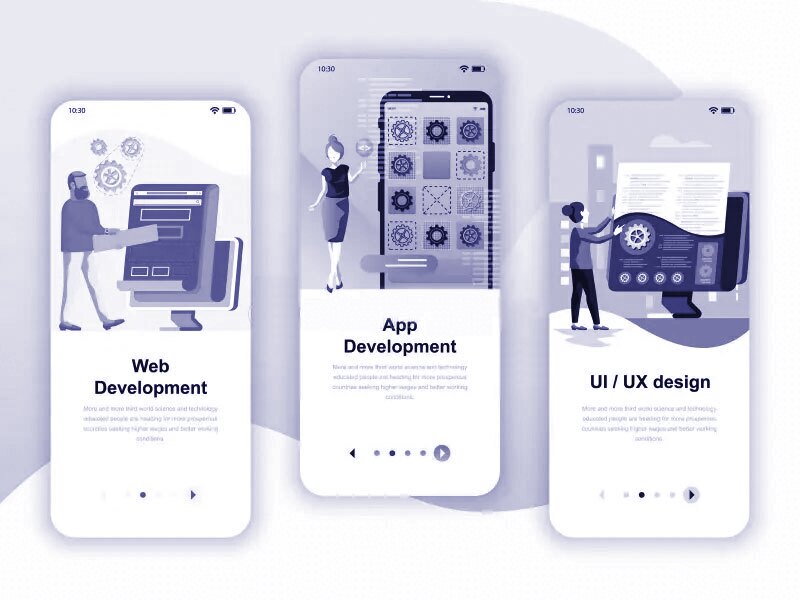 10:30
Web
Development
More and more third world science and technology
educated people are heading for more prosperous
countries seeking higher wages and better working
conditions.
10:30
App
Development
More and more third world science and technology
educated people are heading for more prosperous
countries seeking higher wages and better working
conditions.
10:30
UI / UX design
More and more third world science and technology
educated people are heading for more prosperous
countries seeking higher wages and better working
conditions.